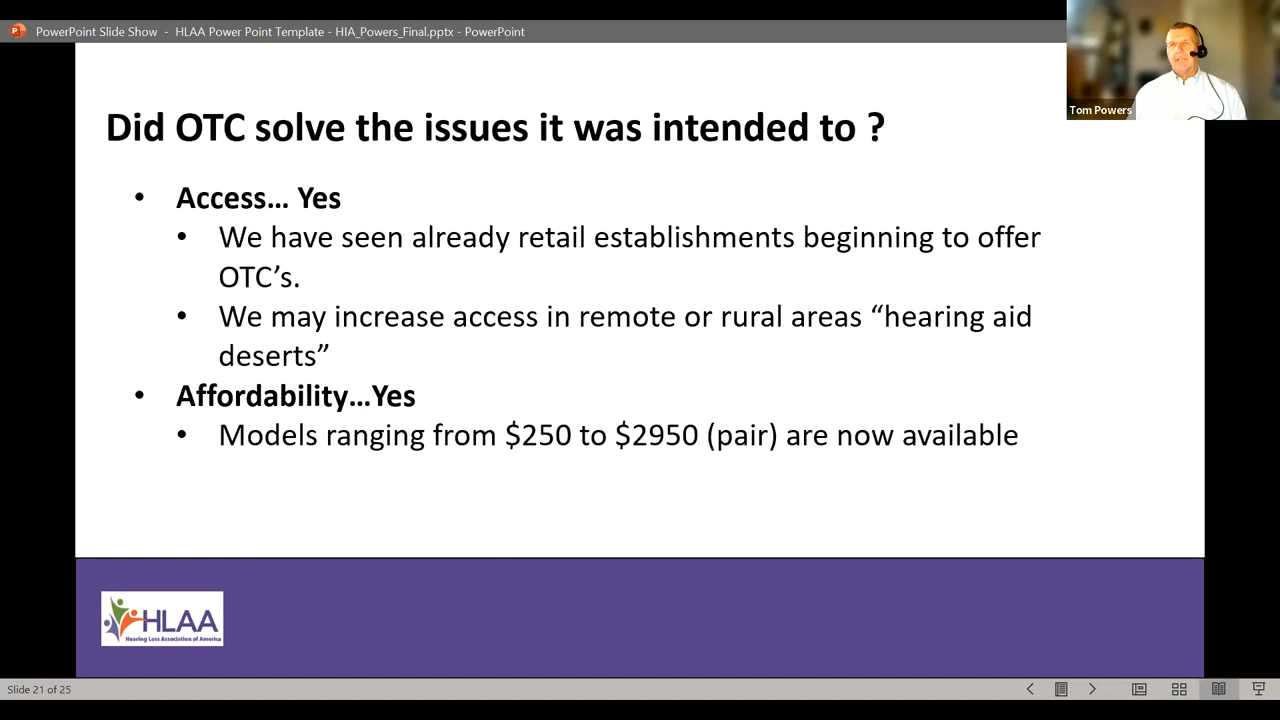 PowerPoint Slide Show - HLAA Power Point Template - HIA_Powers_Final.pptx - PowerPoint
Tom Powers
Did OTC solve the issues it was intended to ?
• Access… Yes
• We have seen already retail establishments beginning to offer
OTC’s.
• We may increase access in remote or rural areas “hearing aid
deserts”
• Affordability…Yes
• Models ranging from $250 to $2950 (pair) are now available
HLAA
Hearing Loss Association of America
Slide 21 of 25